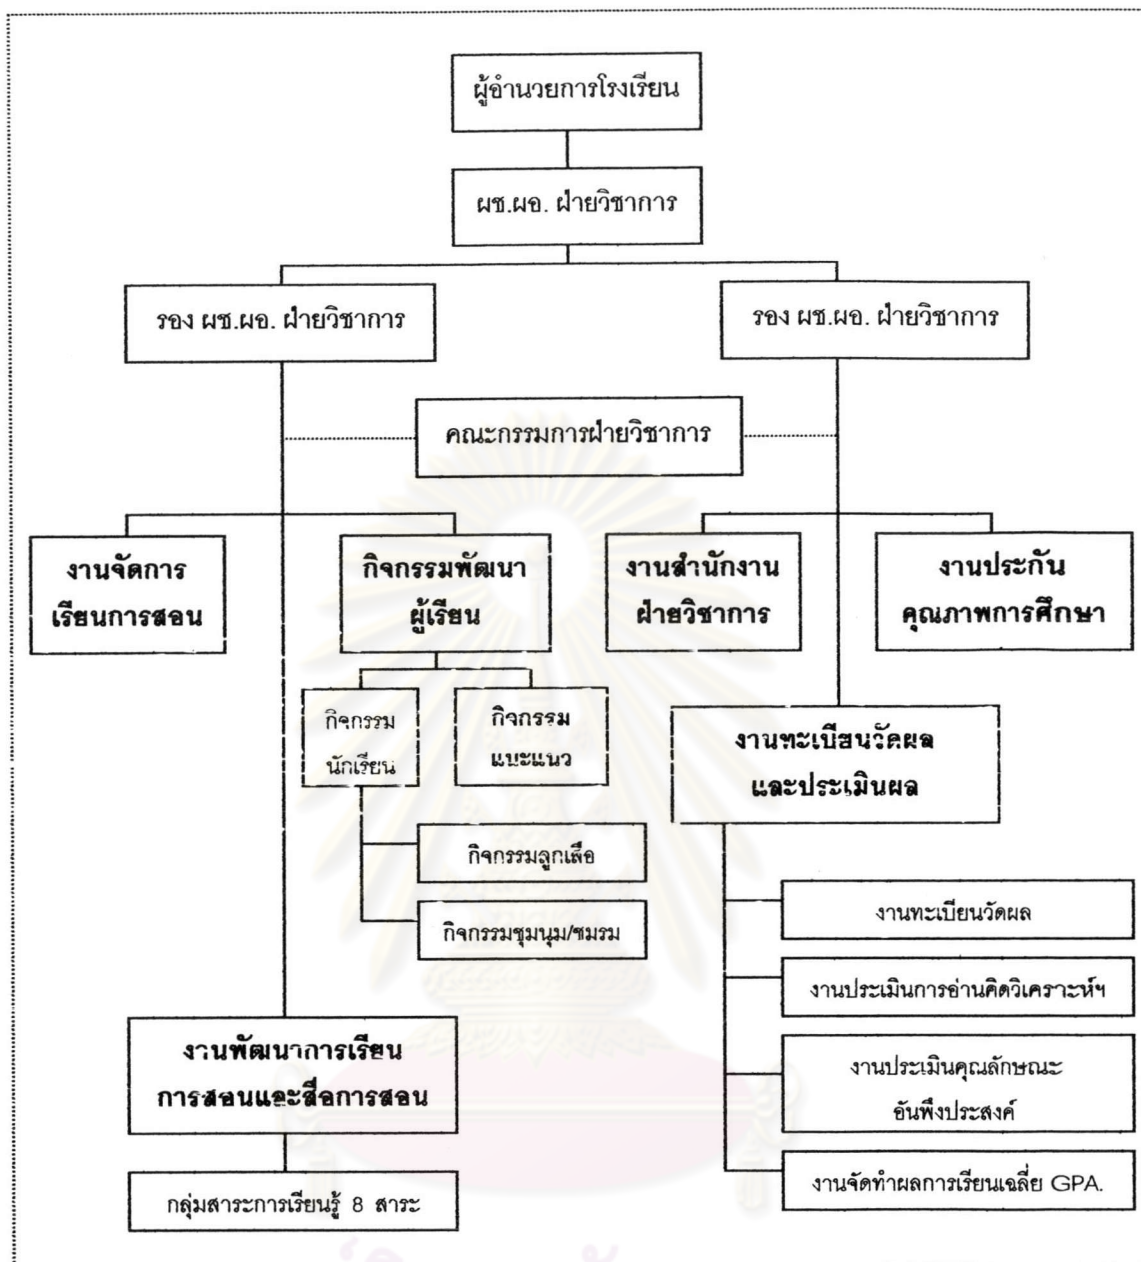 ผู้อำนวยการโรงเรียน
ผช.ผอ. ฝ่ายวิชาการ
รอง ผช.ผอ. ฝ่ายวิชาการ
รอง ผช.ผอ. ฝ่ายวิชาการ
คณะกรรมการฝ่ายวิชาการ
งานจัดการ
เรียนการสอน
กิจกรรมพัฒนา
ผู้เรียน
งานสำนักงาน
ฝ่ายวิชาการ
งานประกัน
คุณภาพการศึกษา
กิจกรรม
นักเรียน
กิจกรรม
แนะแนว
งานทะเบียนวัดผล
และประเมินผล
กิจกรรมลูกเสือ
กิจกรรมชุมนุม/ชมรม
งานทะเบียนวัดผล
งานประเมินการอ่านคิดวิเคราะห์ฯ
งานประเมินคุณลักษณะ
อันพึงประสงค์
งานจัดทำผลการเรียนเฉลี่ย GPA.
งานพัฒนาการเรียน
การสอนและสื่อการสอน
กลุ่มสาระการเรียนรู้ 8 สาระ